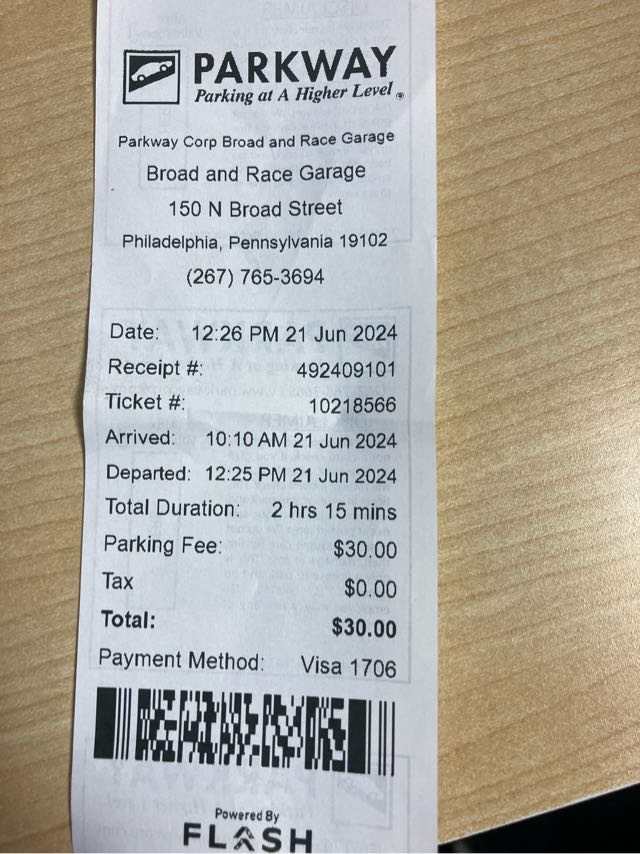 PARKWAY
Parking at A Higher Level ®
Parkway Corp Broad and Race Garage
Broad and Race Garage
150 N Broad Street
Philadelphia, Pennsylvania 19102
(267) 765-3694
Date: 12:26 PM 21 Jun 2024
Receipt #: 492409101
Ticket #: 10218566
Arrived: 10:10 AM 21 Jun 2024
Departed: 12:25 PM 21 Jun 2024
Total Duration: 2 hrs 15 mins
Parking Fee: $30.00
Tax $0.00
Total: $30.00
Payment Method: Visa 1706
Powered By
FLASH